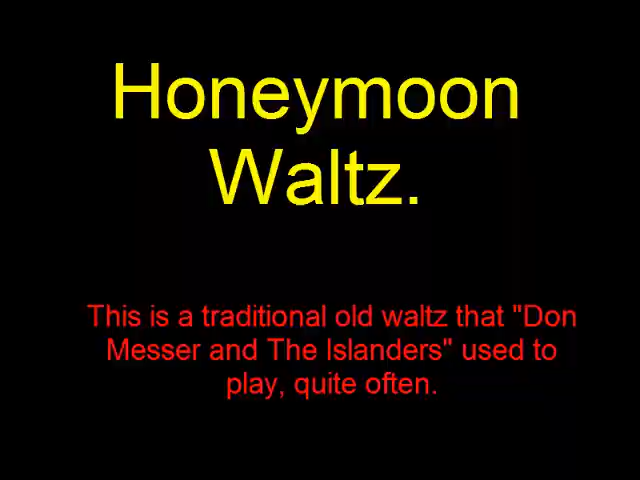 Honeymoon
Waltz.
This is a traditional old waltz that "Don
Messer and The Islanders" used to
play, quite often.